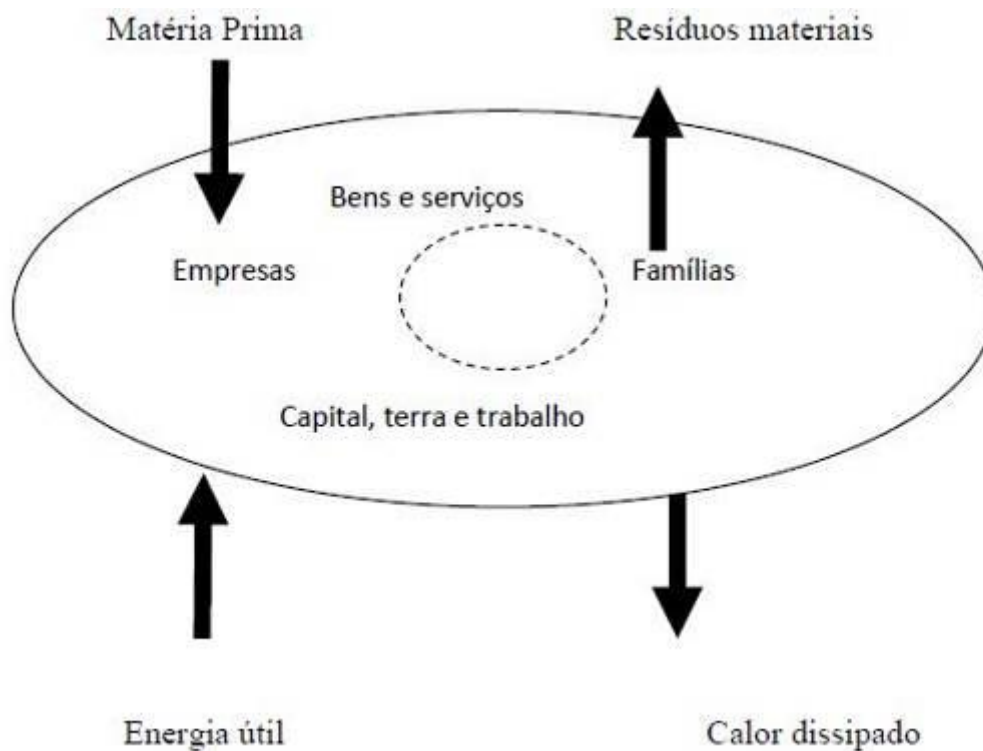 Matéria Prima
Resíduos materiais
Bens e serviços
Empresas
Famílias
Capital, terra e trabalho
Energia útil
Calor dissipado